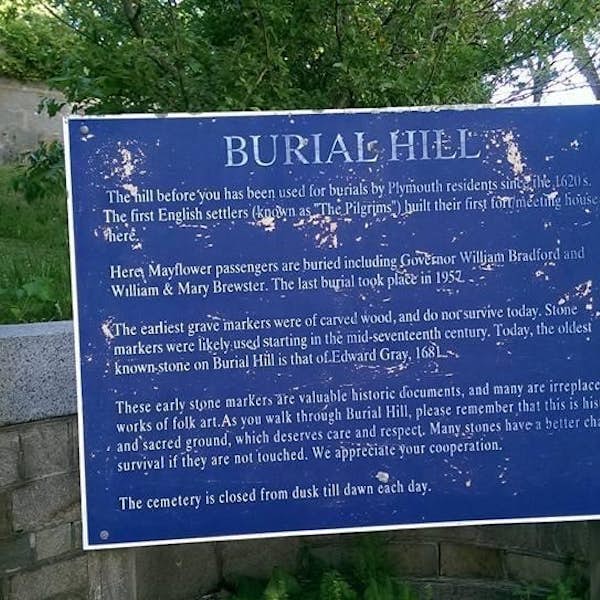 BURIAL HILL
The hill before you has been used for burials by Plymouth residents since the 1620's.
The first English settlers (known as "The Pilgrims") built their first fort/meeting house
here.
Here, Mayflower passengers are buried including Governor William Bradford and
William & Mary Brewster. The last burial took place in 1957.
The earliest grave markers were of carved wood, and do not survive today. Stone
markers were likely used starting in the mid-seventeenth century. Today, the oldest
known stone on Burial Hill is that of Edward Gray, 1681.
These early stone markers are valuable historic documents, and many are irreplace
works of folk art. As you walk through Burial Hill, please remember that this is his
and sacred ground, which deserves care and respect. Many stones have a better cha
survival if they are not touched. We appreciate your cooperation.
The cemetery is closed from dusk till dawn each day.